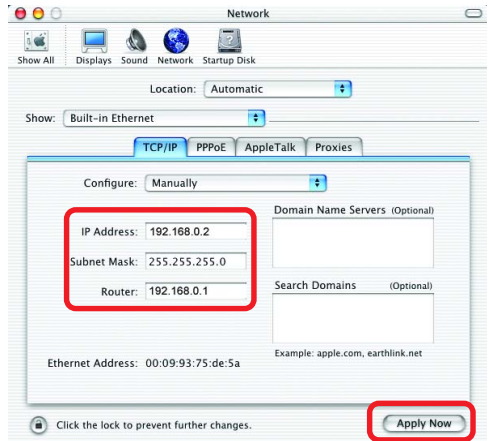 Network
Show All Displays Sound Network Startup Disk
Location: Automatic
Show: Built-in Ethernet
TCP/IP PPPoE AppleTalk Proxies
Configure: Manually
Domain Name Servers (Optional)
IP Address: 192.168.0.2
Subnet Mask: 255.255.255.0
Router: 192.168.0.1
Search Domains (Optional)
Example: apple.com, earthlink.net
Ethernet Address: 00:09:93:75:de:5a
Click the lock to prevent further changes.
Apply Now